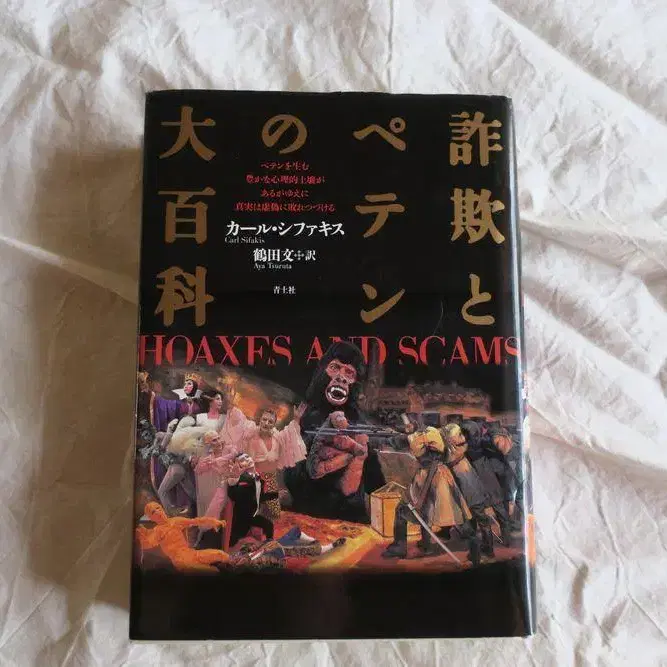 詐欺と
ペテン
の
大百科
ペテンを生む
豊かな心理的土壌が
あるがゆえに
真実は虚偽に敗れつづける
カール・シファキス
Carl Sifakis
鶴田文＋訳
Aya Tsuruta
青土社
HOAXES AND SCAMS